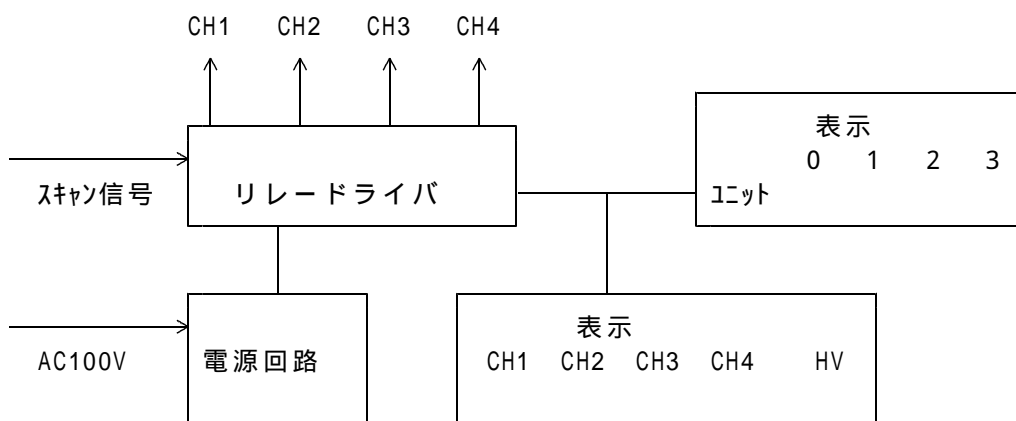 CH1 CH2 CH3 CH4
表示
0 1 2 3
ユニット
スキャン信号
リレードライバ
表示
CH1 CH2 CH3 CH4 HV
AC100V
電源回路